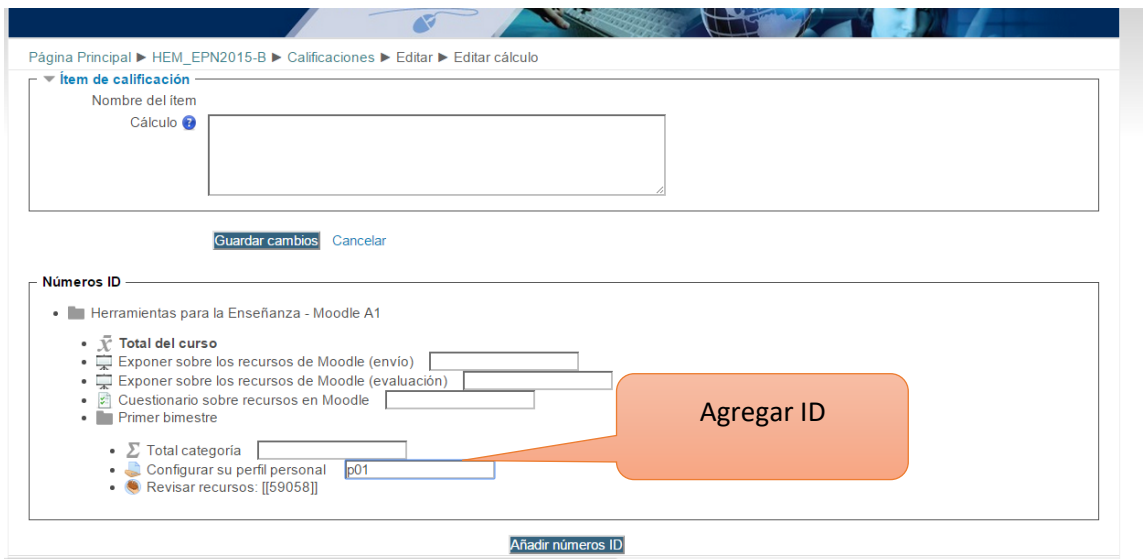 Página Principal ► HEM_EPN2015-B ► Calificaciones ► Editar ► Editar cálculo
Ítem de calificación
Nombre del ítem
Cálculo
Guardar cambios Cancelar
Números ID
Herramientas para la Enseñanza - Moodle A1
Total del curso
Exponer sobre los recursos de Moodle (envío)
Exponer sobre los recursos de Moodle (evaluación)
Cuestionario sobre recursos en Moodle
Primer bimestre
Agregar ID
Total categoría
Configurar su perfil personal p01
Revisar recursos: [[59058]]
Añadir números ID